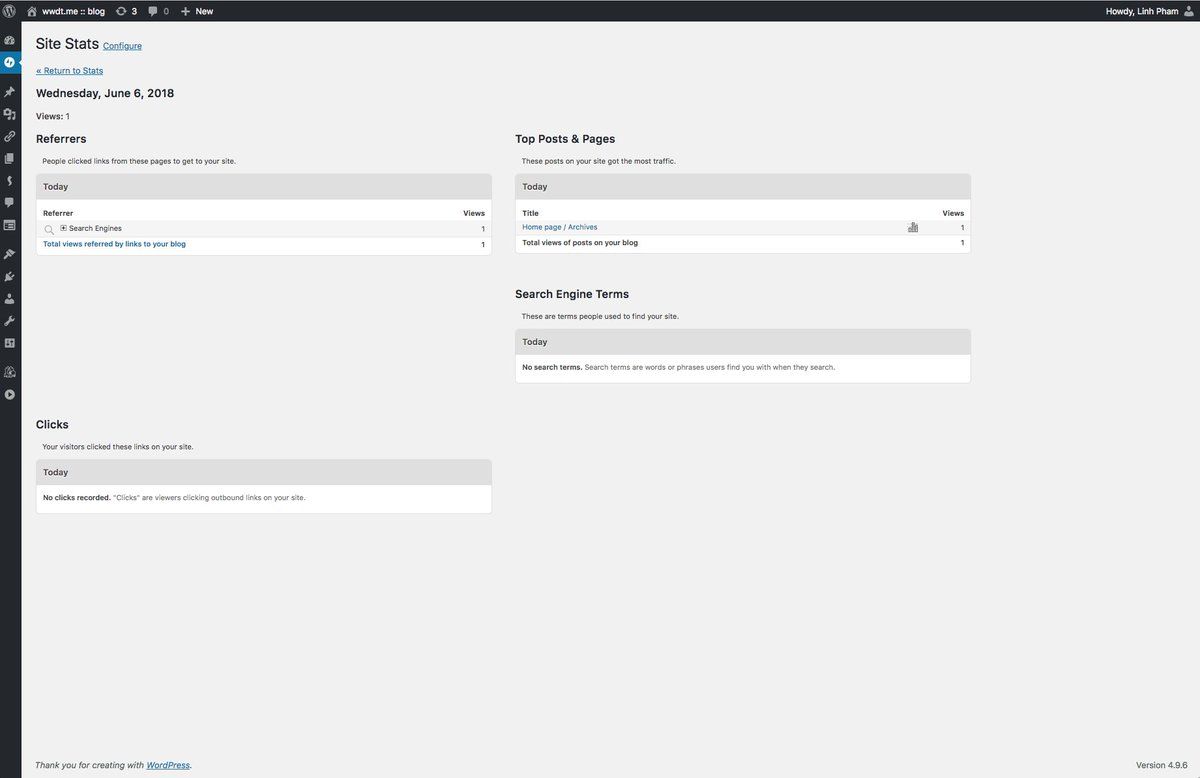 wwdt.me :: blog 3 0 New Howdy, Linh Pham
Site Stats Configure
« Return to Stats
Wednesday, June 6, 2018
Views: 1
Referrers
People clicked links from these pages to get to your site.
Today
Referrer Views
Search Engines 1
Total views referred by links to your blog 1
Top Posts & Pages
These posts on your site got the most traffic.
Today
Title Views
Home page / Archives 1
Total views of posts on your blog 1
Search Engine Terms
These are terms people used to find your site.
Today
No search terms. Search terms are words or phrases users find you with when they search.
Clicks
Your visitors clicked these links on your site.
Today
No clicks recorded. "Clicks" are viewers clicking outbound links on your site.
Thank you for creating with WordPress. Version 4.9.6